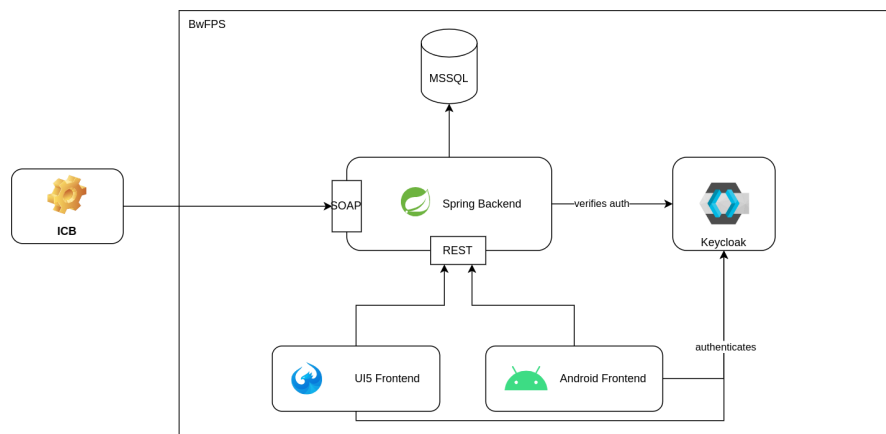 BwFPS
MSSQL
ICB
SOAP
Spring Backend
verifies auth
Keycloak
REST
authenticates
UI5 Frontend
Android Frontend